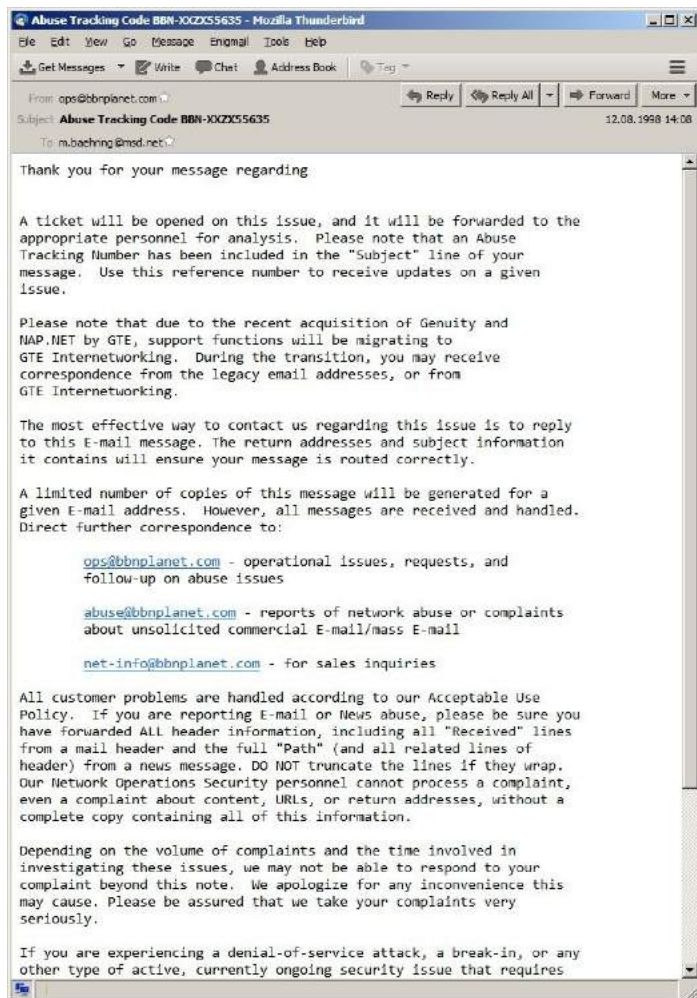 Abuse Tracking Code BBN-XXZX55635 - Mozilla Thunderbird
File Edit View Go Message Enigmail Tools Help
Get Messages Write Chat Address Book Tag
From ops@bbnplanet.com Reply Reply All Forward More
Subject Abuse Tracking Code BBN-XXZX55635 12.08.1998 14:08
To m.baehring@msd.net
Thank you for your message regarding
A ticket will be opened on this issue, and it will be forwarded to the
appropriate personnel for analysis. Please note that an Abuse
Tracking Number has been included in the "Subject" line of your
message. Use this reference number to receive updates on a given
issue.
Please note that due to the recent acquisition of Genuity and
NAP.NET by GTE, support functions will be migrating to
GTE Internetworking. During the transition, you may receive
correspondence from the legacy email addresses, or from
GTE Internetworking.
The most effective way to contact us regarding this issue is to reply
to this E-mail message. The return addresses and subject information
it contains will ensure your message is routed correctly.
A limited number of copies of this message will be generated for a
given E-mail address. However, all messages are received and handled.
Direct further correspondence to:
ops@bbnplanet.com - operational issues, requests, and
follow-up on abuse issues
abuse@bbnplanet.com - reports of network abuse or complaints
about unsolicited commercial E-mail/mass E-mail
net-info@bbnplanet.com - for sales inquiries
All customer problems are handled according to our Acceptable Use
Policy. If you are reporting E-mail or News abuse, please be sure you
have forwarded ALL header information, including all "Received" lines
from a mail header and the full "Path" (and all related lines of
header) from a news message. DO NOT truncate the lines if they wrap.
Our Network Operations Security personnel cannot process a complaint,
even a complaint about content, URLs, or return addresses, without a
complete copy containing all of this information.
Depending on the volume of complaints and the time involved in
investigating these issues, we may not be able to respond to your
complaint beyond this note. We apologize for any inconvenience this
may cause. Please be assured that we take your complaints very
seriously.
If you are experiencing a denial-of-service attack, a break-in, or any
other type of active, currently ongoing security issue that requires